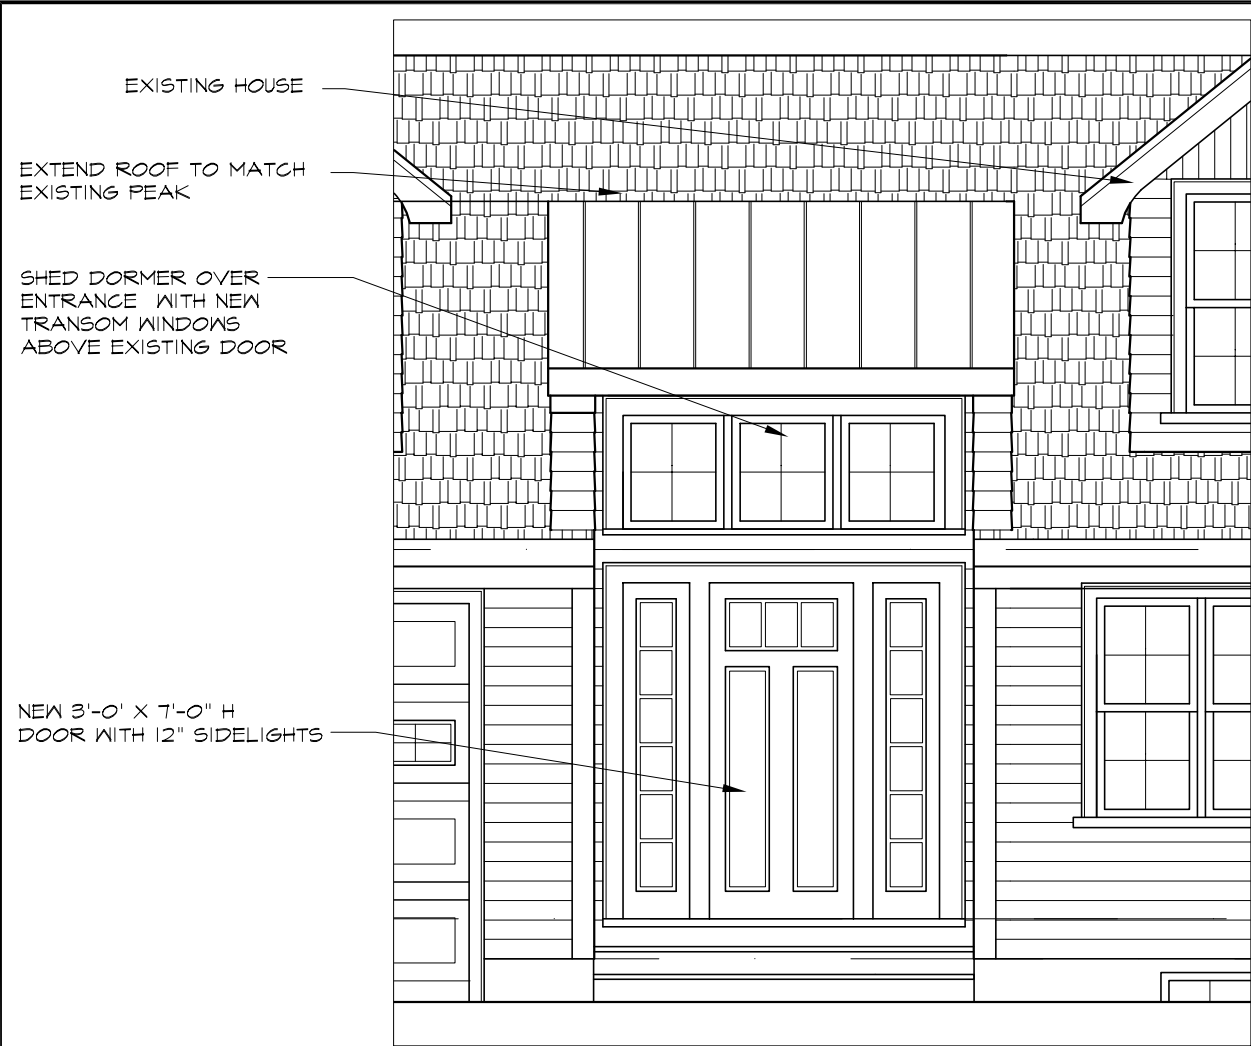 EXISTING HOUSE
EXTEND ROOF TO MATCH
EXISTING PEAK
SHED DORMER OVER
ENTRANCE WITH NEW
TRANSOM WINDOWS
ABOVE EXISTING DOOR
NEW 3'-0' X 7'-0" H
DOOR WITH 12" SIDELIGHTS